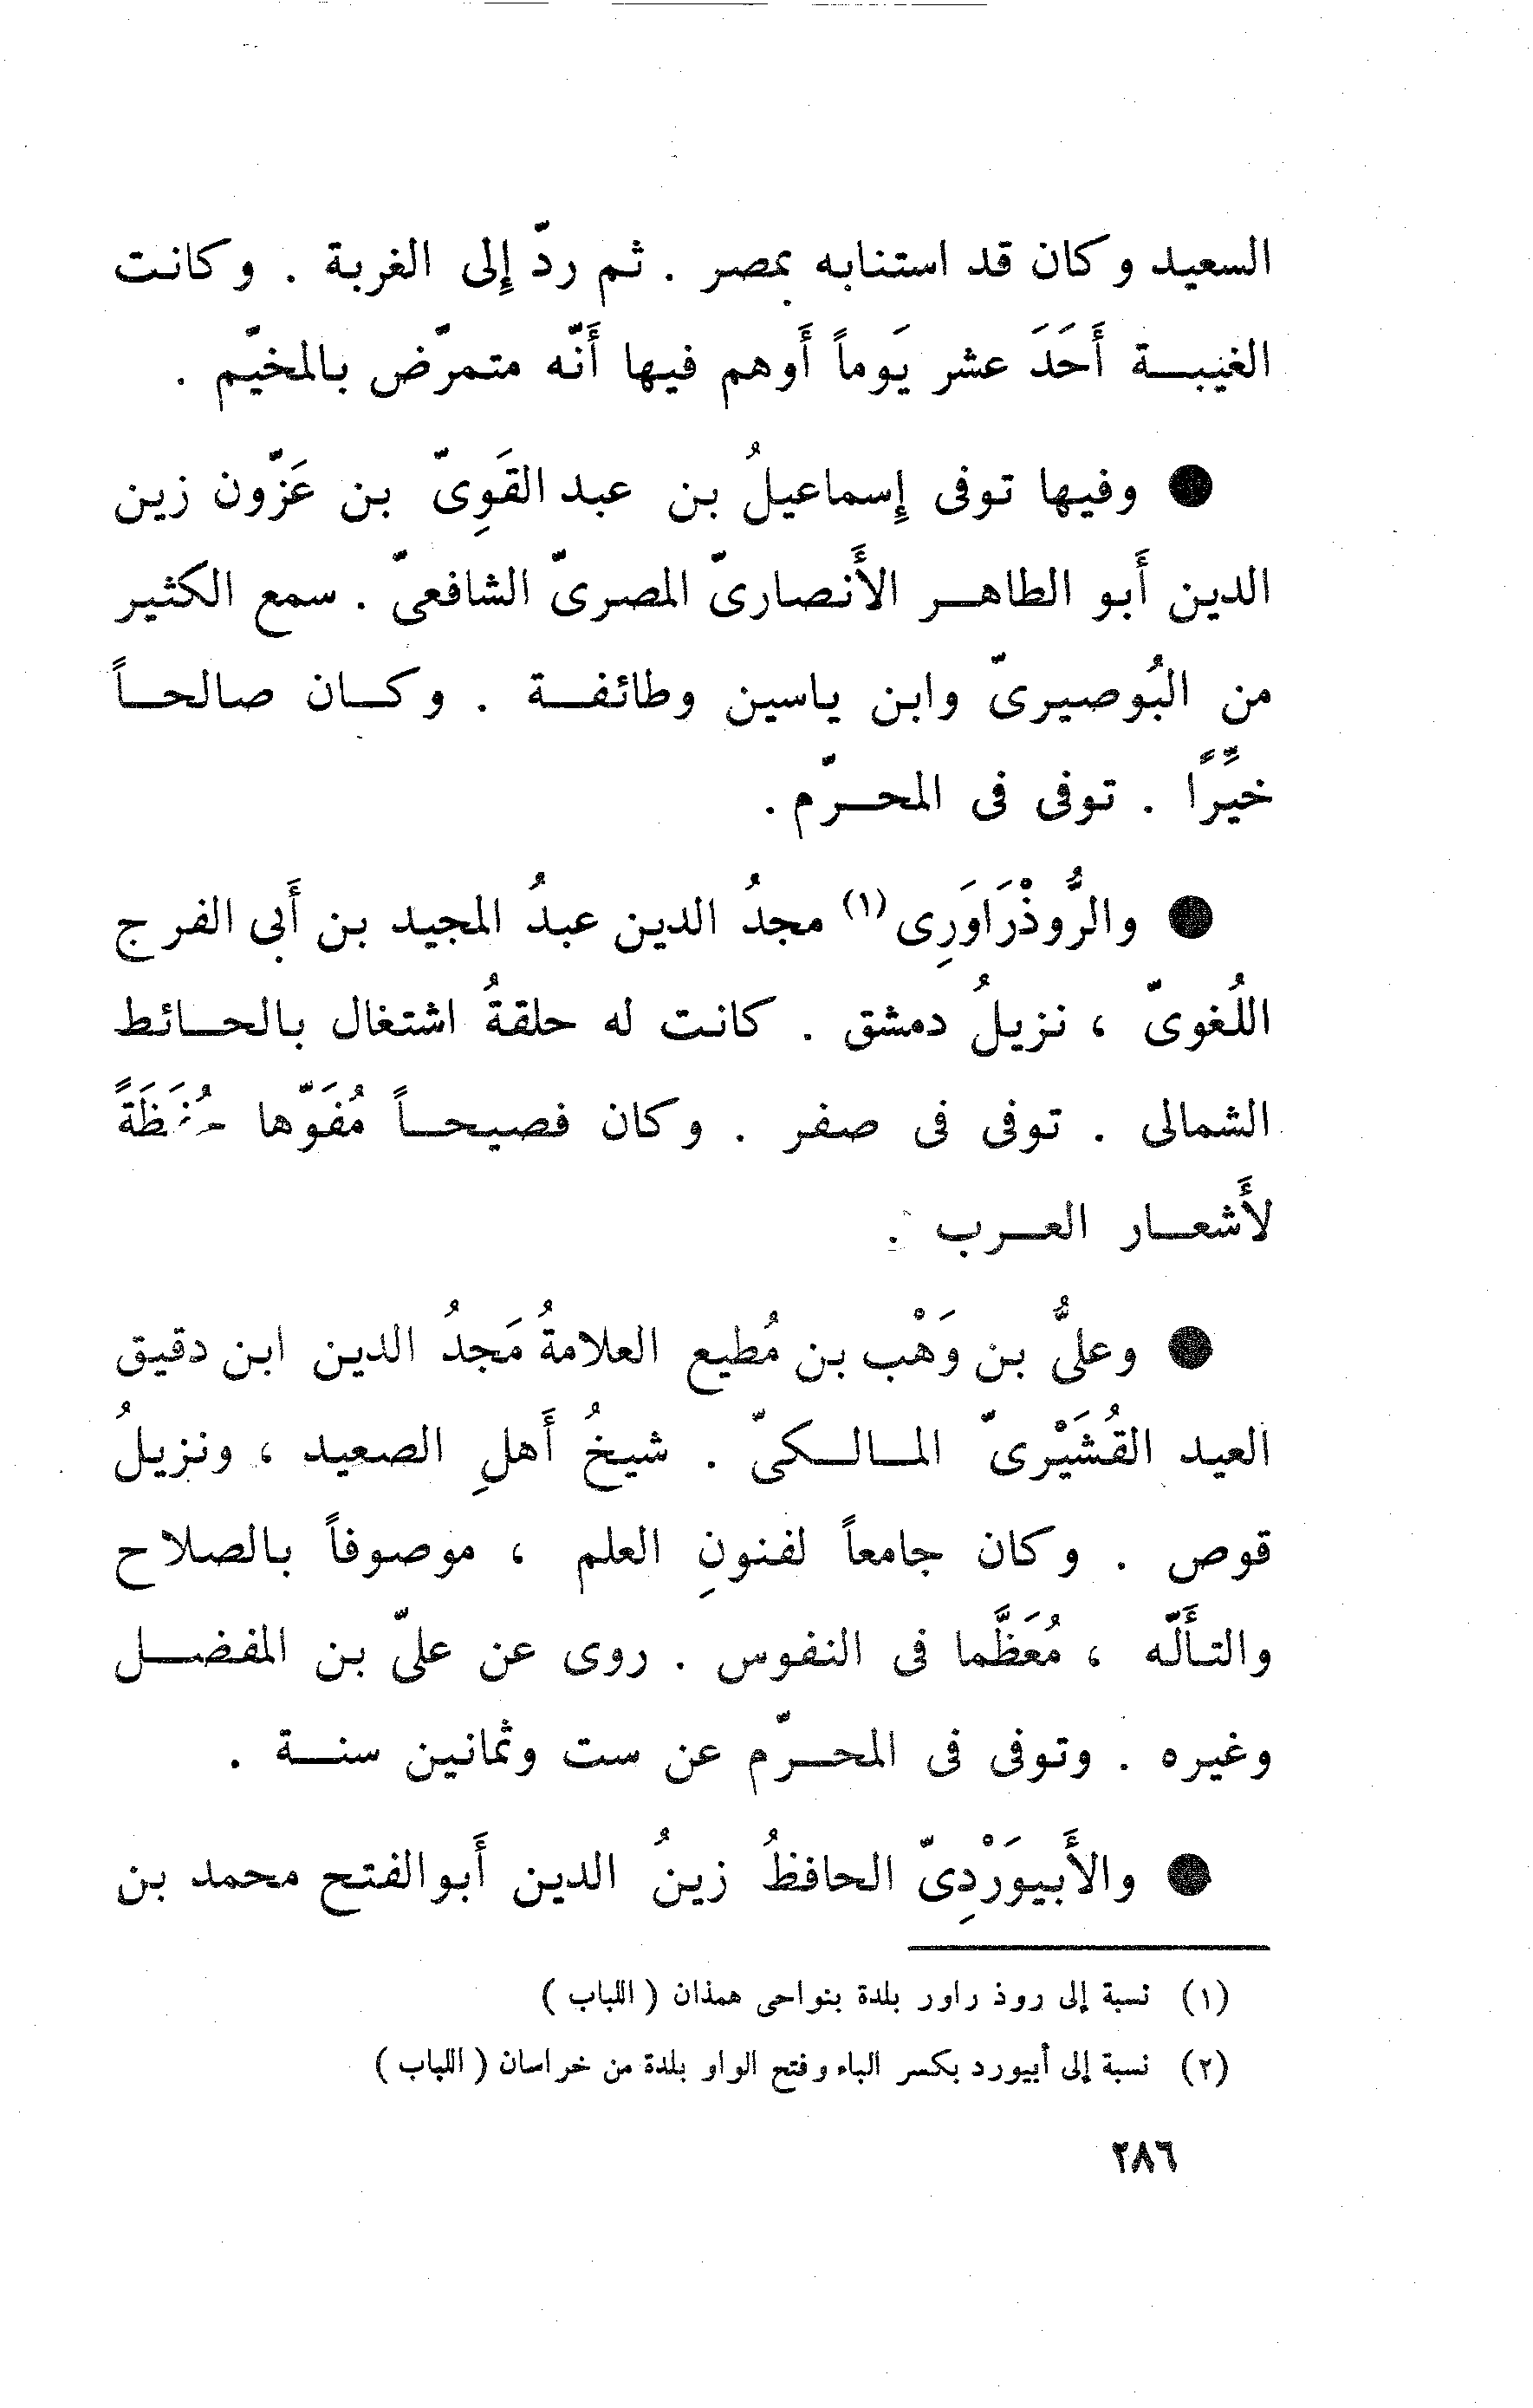 السعيد وكان قد استنابه بمصر . ثم ردّ إلى الغربة . وكانت
الغيبة أَحَدَ عشر يَوماً أَوهم فيها أَنّه متمرّض بالمخيّم .
● وفيها توفى إسماعيلُ بن عبد القَوِىّ بن عَزّون زين
الدين أَبو الطاهر الأَنصارىّ المصرىّ الشافعىّ . سمع الكثير
من البُوصيرىّ وابن ياسين وطائفة . وكان صالحاً
خيِّرًا . توفى فى المحرّم .
● والرُّوذْرَاوَرِى (١) مجدُ الدين عبدُ المجيد بن أَبى الفرج
اللُغوىّ ، نزيلُ دمشق . كانت له حلقةُ اشتغال بالحائط
الشمالى . توفى فى صفر . وكان فصيحاً مُفَوّها حُفَظَةً
لأَشعار العرب .
● وعلىُّ بن وَهْب بن مُطيع العلامةُ مَجدُ الدين ابن دقيق
العيد القُشَيْرىّ المالكىّ . شيخُ أَهلِ الصعيد ، ونزيلُ
قوص . وكان جامعاً لفنونِ العلم ، موصوفاً بالصلاح
والتأَلّه ، مُعَظَّما فى النفوس . روى عن علىّ بن المفضل
وغيره . وتوفى فى المحرّم عن ست وثمانين سنة .
● والأَبيوَرْدِىّ الحافظُ زينُ الدين أَبو الفتح محمد بن
(١) نسبة إلى روذ راور بلدة بنواحى همذان ( اللباب )
(٢) نسبة إلى أبيورد بكسر الباء وفتح الواو بلدة من خراسان ( اللباب )
٢٨٦